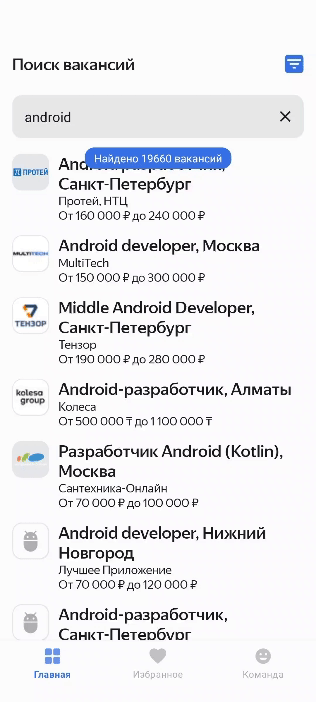 Поиск вакансий
android
Найдено 19660 вакансий
Санкт-Петербург
ПРОТЕЙ
Протей, НТЦ
От 160 000 ₽ до 240 000 ₽
Android developer, Москва
MULTITECH
MultiTech
От 150 000 ₽ до 300 000 ₽
Middle Android Developer,
Санкт-Петербург
ТЕНЗОР
Тензор
От 190 000 ₽ до 280 000 ₽
Android-разработчик, Алматы
kolesa
group
Колеса
От 500 000 ₸ до 1 100 000 ₸
Разработчик Android (Kotlin),
Москва
Сантехника-Онлайн
От 70 000 ₽ до 100 000 ₽
Android developer, Нижний
Новгород
Лучшее Приложение
От 70 000 ₽ до 120 000 ₽
Android-разработчик,
Санкт-Петербург
Главная
Избранное
Команда